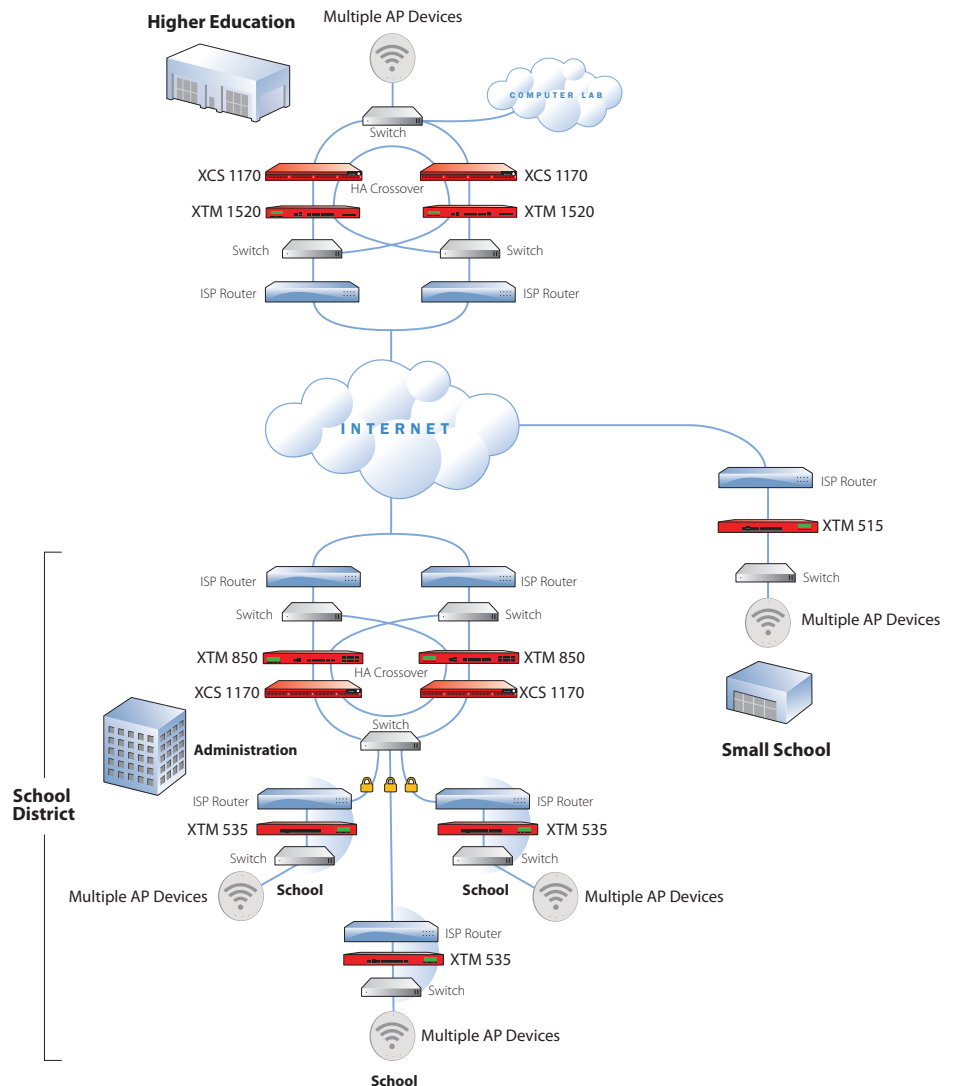 Higher Education
Multiple AP Devices
COMPUTER LAB
Switch
XCS 1170
XCS 1170
HA Crossover
XTM 1520
XTM 1520
Switch
Switch
ISP Router
ISP Router
INTERNET
ISP Router
XTM 515
Switch
Multiple AP Devices
Small School
ISP Router
ISP Router
Switch
Switch
XTM 850
XTM 850
HA Crossover
XCS 1170
XCS 1170
Switch
Administration
School
District
ISP Router
ISP Router
XTM 535
XTM 535
Switch
Switch
School
School
Multiple AP Devices
Multiple AP Devices
ISP Router
XTM 535
Switch
Multiple AP Devices
School